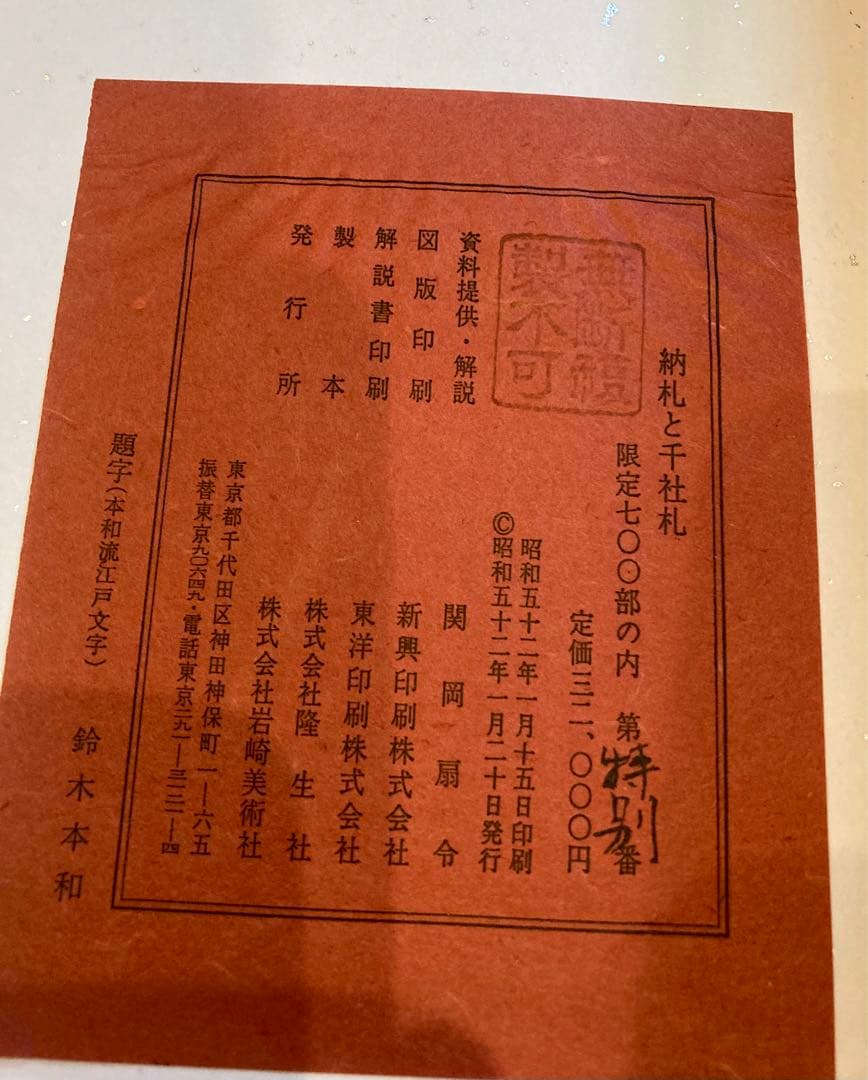 納札と千社札
限定七〇〇部の内 第特別番
定価三二、〇〇〇円
無断複製不可
昭和五十二年一月十五日印刷
©昭和五十二年一月二十日発行
資料提供・解説 関岡扇令
図版印刷 新興印刷株式会社
解説書印刷 東洋印刷株式会社
製本 株式会社隆生社
発行所 株式会社岩崎美術社
東京都千代田区神田神保町一―六五
振替東京九〇六四九・電話東京二九一―三二二一―四
題字(本和流江戸文字) 鈴木本和